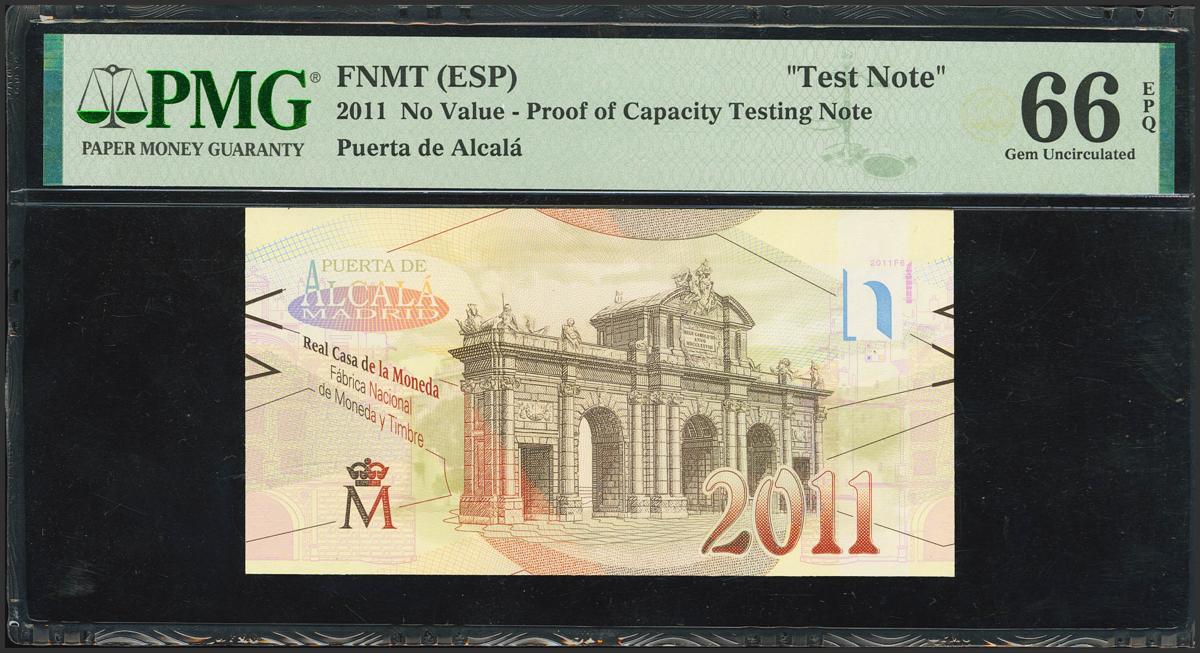 PMG®
PAPER MONEY GUARANTY
FNMT (ESP)
"Test Note"
2011 No Value - Proof of Capacity Testing Note
Puerta de Alcalá
66
EPQ
Gem Uncirculated
PUERTA DE
ALCALÁ
MADRID
Real Casa de la Moneda
Fábrica Nacional
de Moneda y Timbre
M
2011